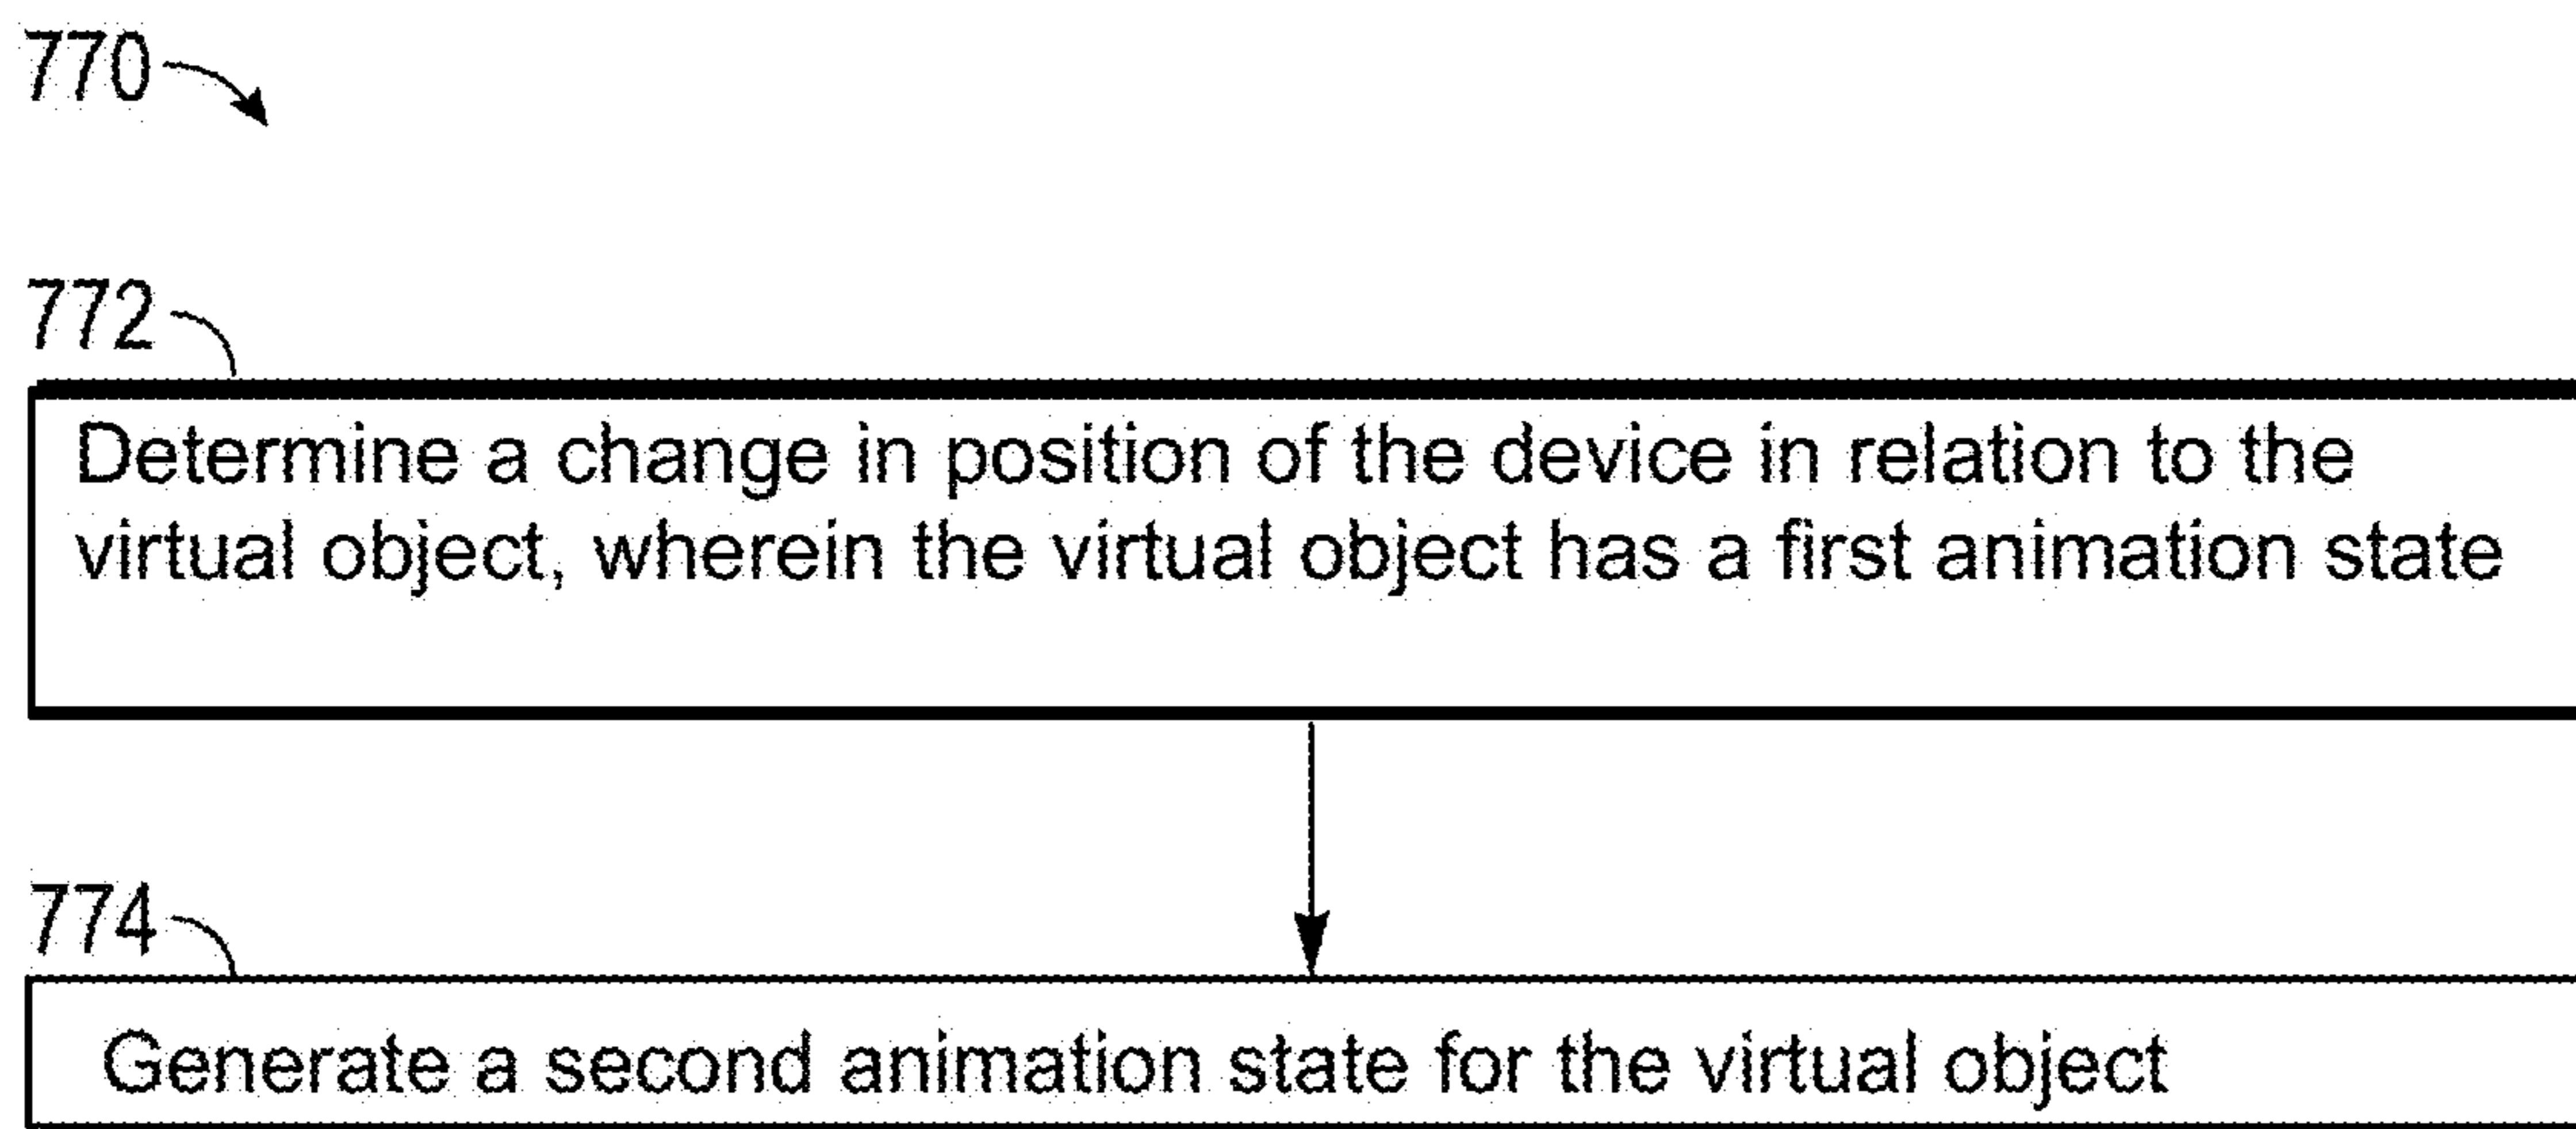 770
772
Determine a change in position of the device in relation to the
virtual object, wherein the virtual object has a first animation state
774
Generate a second animation state for the virtual object